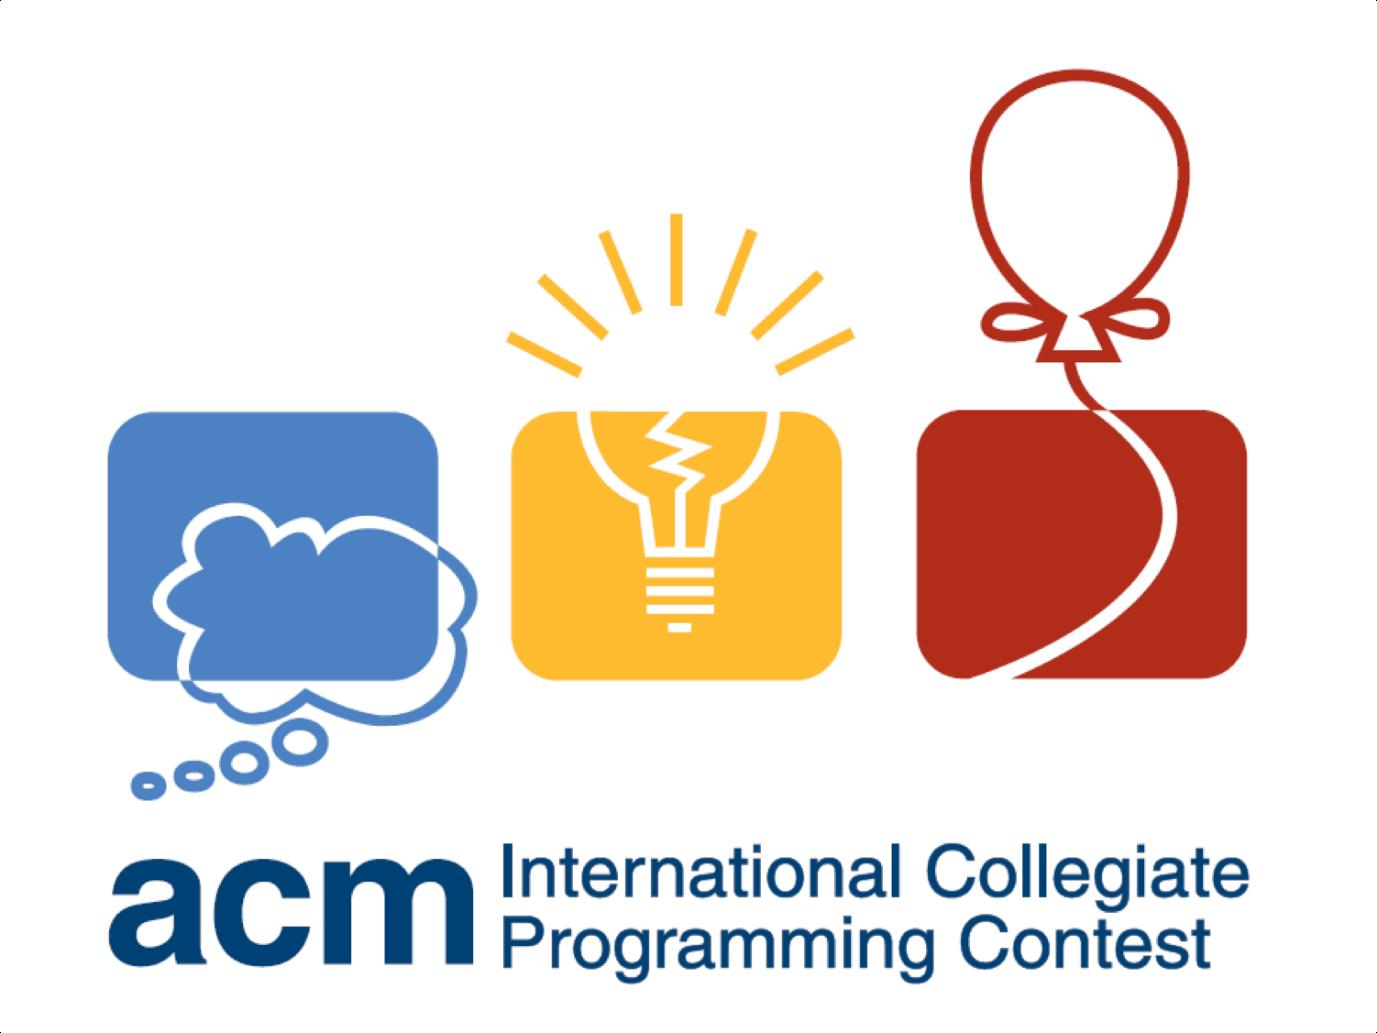 acm
International Collegiate
Programming Contest